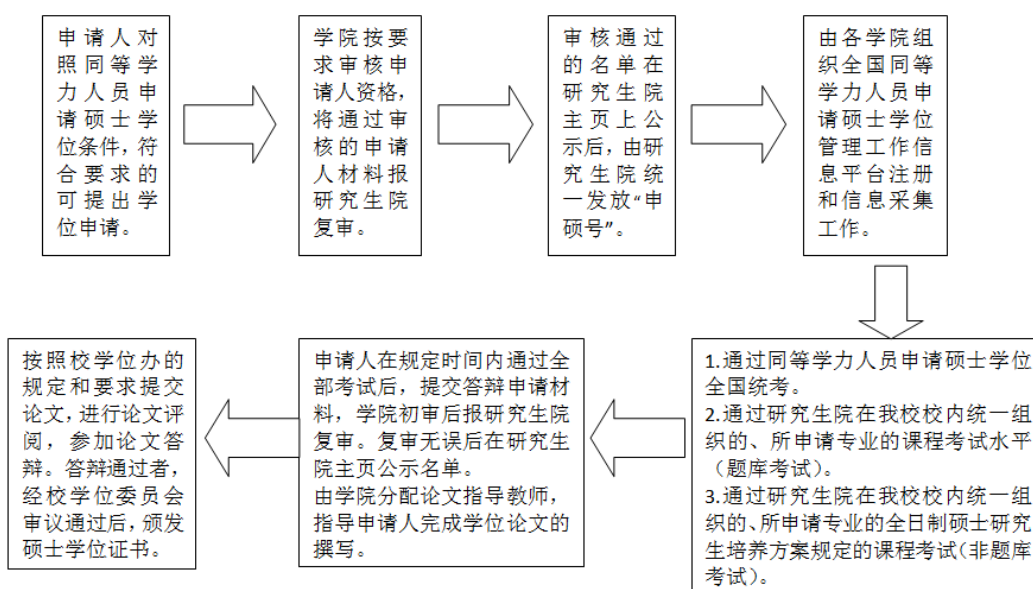 申请人对
照同等学
力人员申
请硕士学
位条件，符
合要求的
可提出学
位申请。
学院按要
求审核申
请人资格，
将通过审
核的申请
人材料报
研究生院
复审。
审核通过
的名单在
研究生院
主页上公
示后，由研
究生院统
一发放“申
硕号”。
由各学院组
织全国同等
学力人员申
请硕士学位
管理工作信
息平台注册
和信息采集
工作。
1.通过同等学力人员申请硕士学位
全国统考。
2.通过研究生院在我校校内统一组
织的、所申请专业的课程考试水平
（题库考试）。
3.通过研究生院在我校校内统一组
织的、所申请专业的全日制硕士研究
生培养方案规定的课程考试（非题库
考试）。
申请人在规定时间内通过全
部考试后，提交答辩申请材
料，学院初审后报研究生院
复审。复审无误后在研究生
院主页公示名单。
由学院分配论文指导教师，
指导申请人完成学位论文的
撰写。
按照校学位办的
规定和要求提交
论文，进行论文评
阅，参加论文答
辩。答辩通过者，
经校学位委员会
审议通过后，颁发
硕士学位证书。